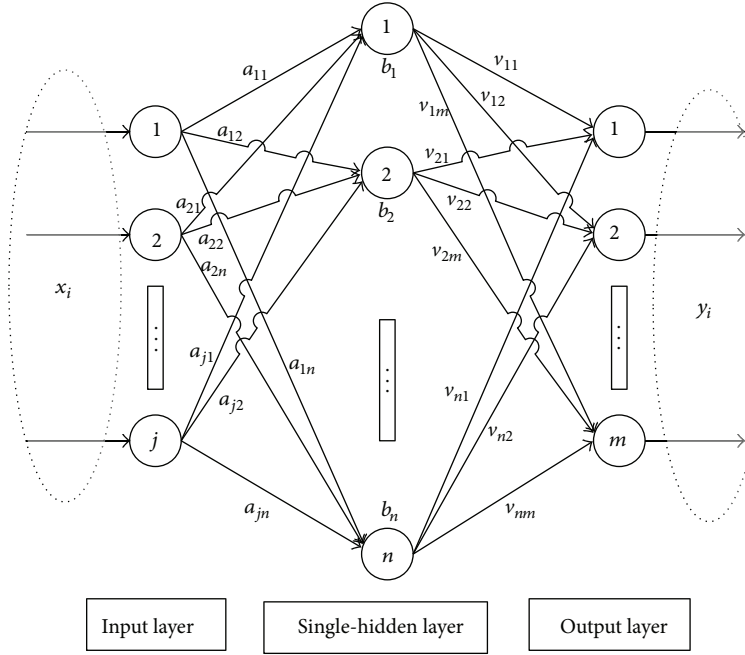 1
b₁
a₁₁
v₁₁
v₁₂
v₁ₘ
1
a₁₂
1
2
b₂
v₂₁
v₂₂
v₂ₘ
a₂₁
a₂₂
a₂ₙ
2
2
xᵢ
yᵢ
...
...
...
aⱼ₁
aⱼ₂
a₁ₙ
vₙ₁
vₙ₂
j
m
aⱼₙ
bₙ
vₙₘ
n
Input layer
Single-hidden layer
Output layer